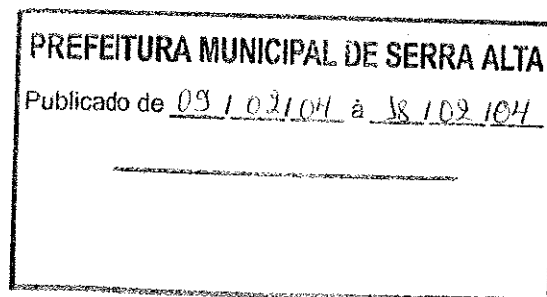 PREFEITURA MUNICIPAL DE SERRA ALTA
Publicado de 09 / 02 / 04 à 18 / 02 / 04